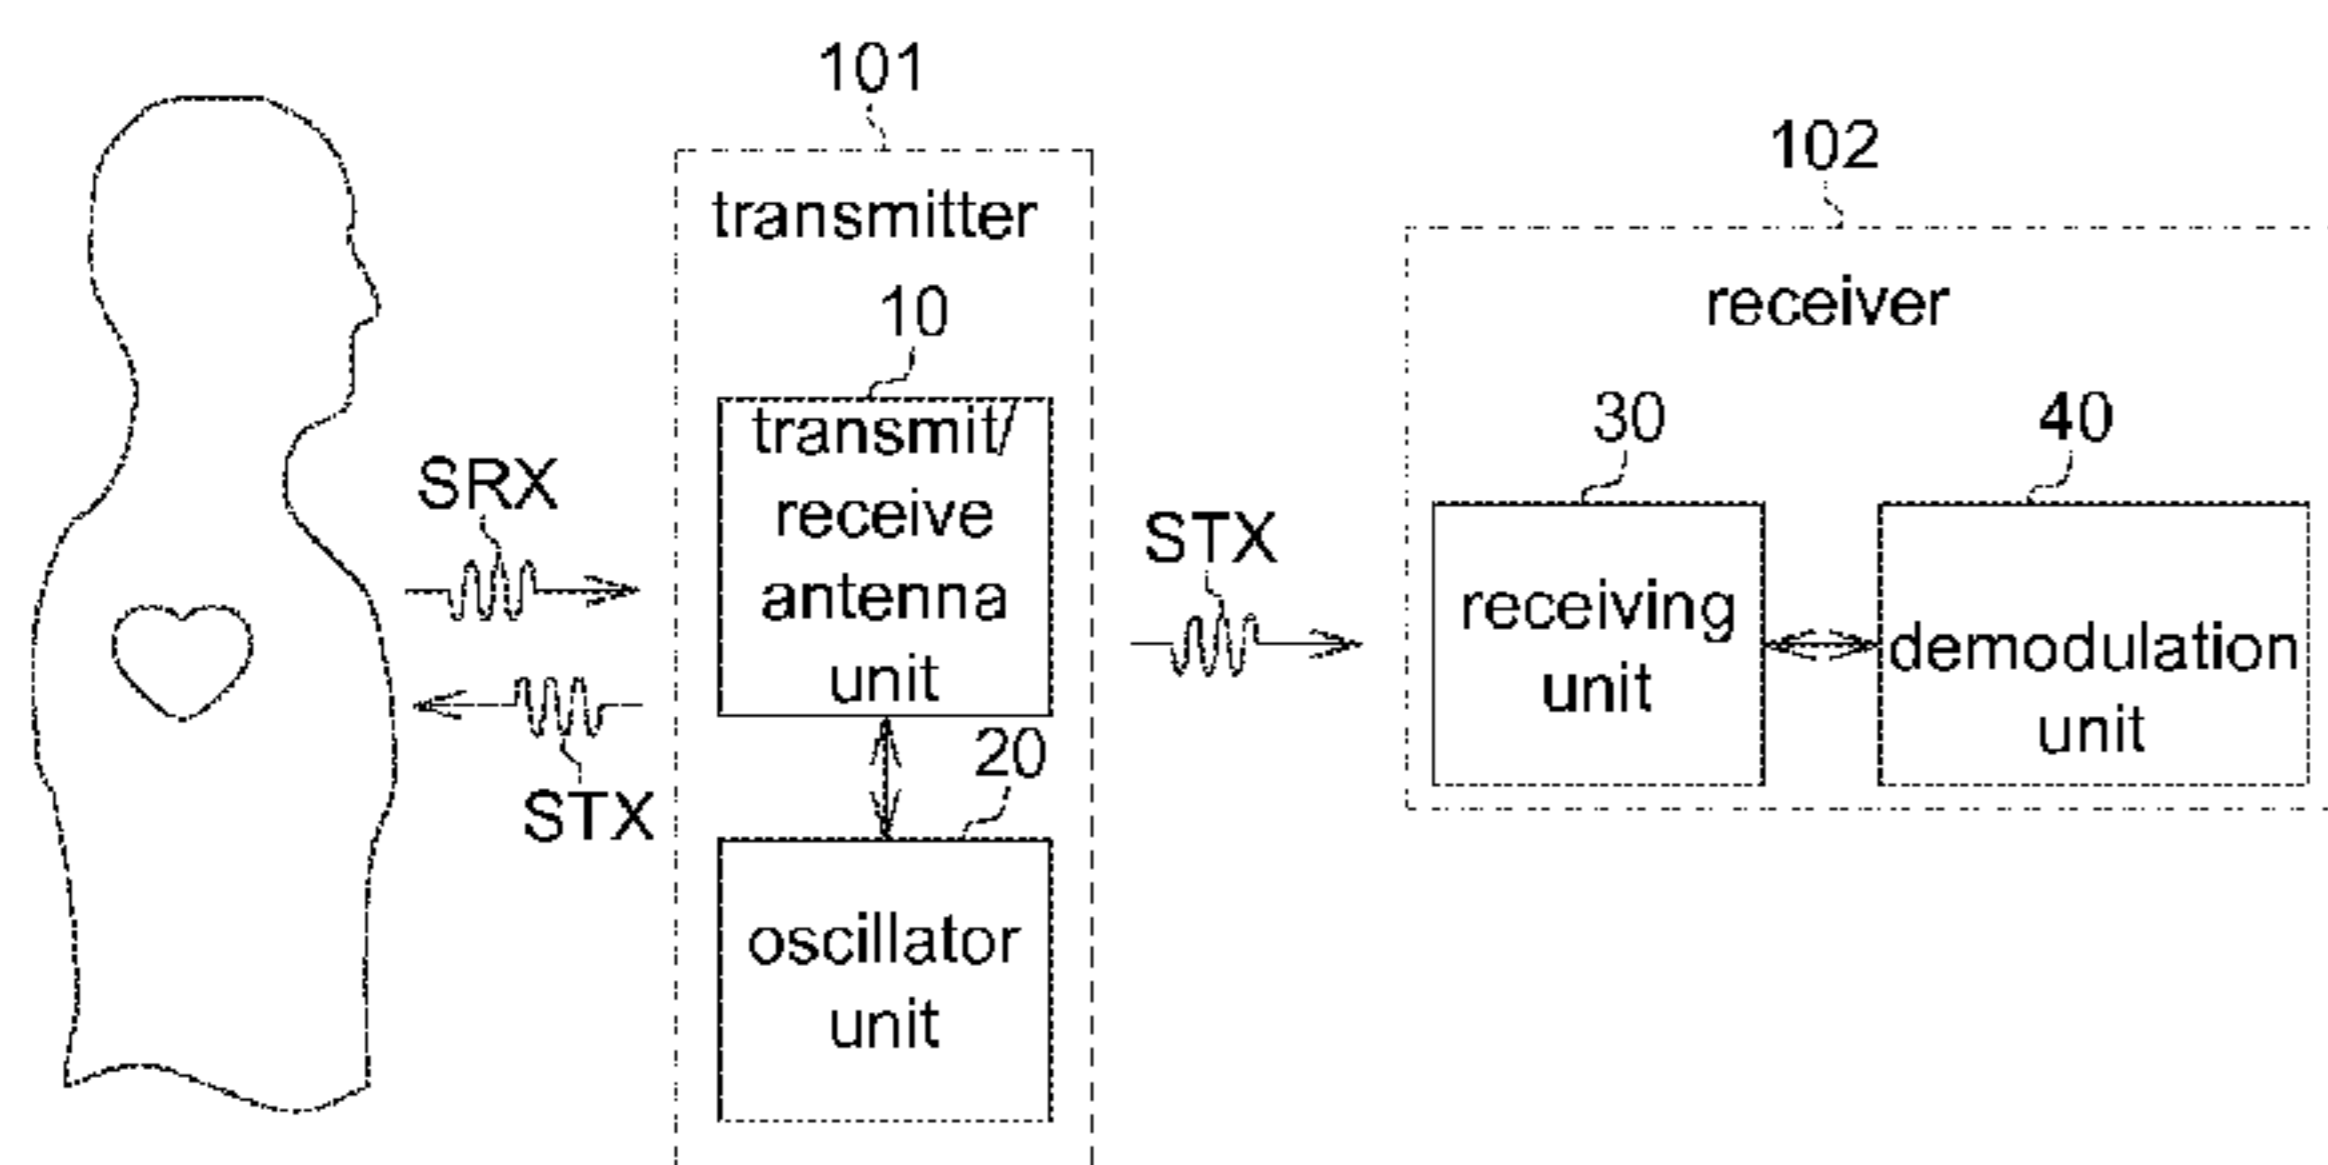 101
transmitter
10
transmit/
receive
antenna
unit
SRX
STX
20
oscillator
unit
STX
102
receiver
30
receiving
unit
40
demodulation
unit